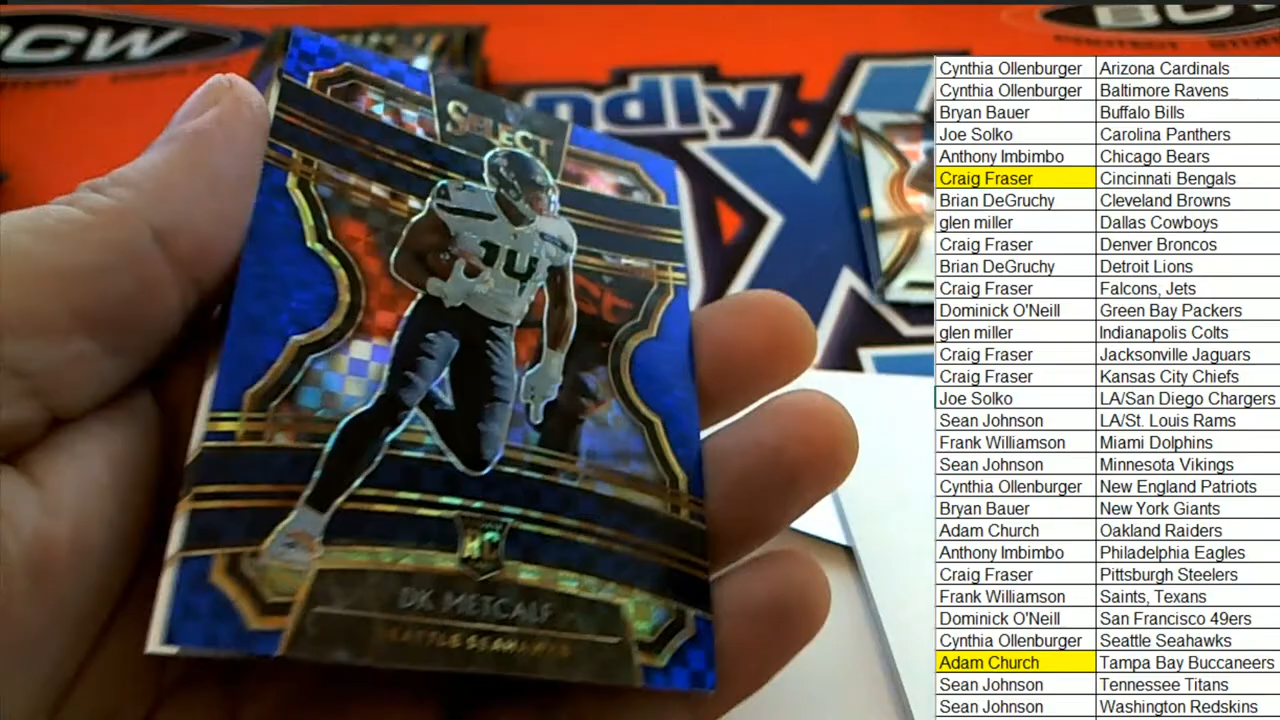 BCW
BCW
ndly
SELECT
14
RC
DK METCALF
SEATTLE SEAHAWKS
Cynthia Ollenburger Arizona Cardinals
Cynthia Ollenburger Baltimore Ravens
Bryan Bauer Buffalo Bills
Joe Solko Carolina Panthers
Anthony Imbimbo Chicago Bears
Craig Fraser Cincinnati Bengals
Brian DeGruchy Cleveland Browns
glen miller Dallas Cowboys
Craig Fraser Denver Broncos
Brian DeGruchy Detroit Lions
Craig Fraser Falcons, Jets
Dominick O'Neill Green Bay Packers
glen miller Indianapolis Colts
Craig Fraser Jacksonville Jaguars
Craig Fraser Kansas City Chiefs
Joe Solko LA/San Diego Chargers
Sean Johnson LA/St. Louis Rams
Frank Williamson Miami Dolphins
Sean Johnson Minnesota Vikings
Cynthia Ollenburger New England Patriots
Bryan Bauer New York Giants
Adam Church Oakland Raiders
Anthony Imbimbo Philadelphia Eagles
Craig Fraser Pittsburgh Steelers
Frank Williamson Saints, Texans
Dominick O'Neill San Francisco 49ers
Cynthia Ollenburger Seattle Seahawks
Adam Church Tampa Bay Buccaneers
Sean Johnson Tennessee Titans
Sean Johnson Washington Redskins